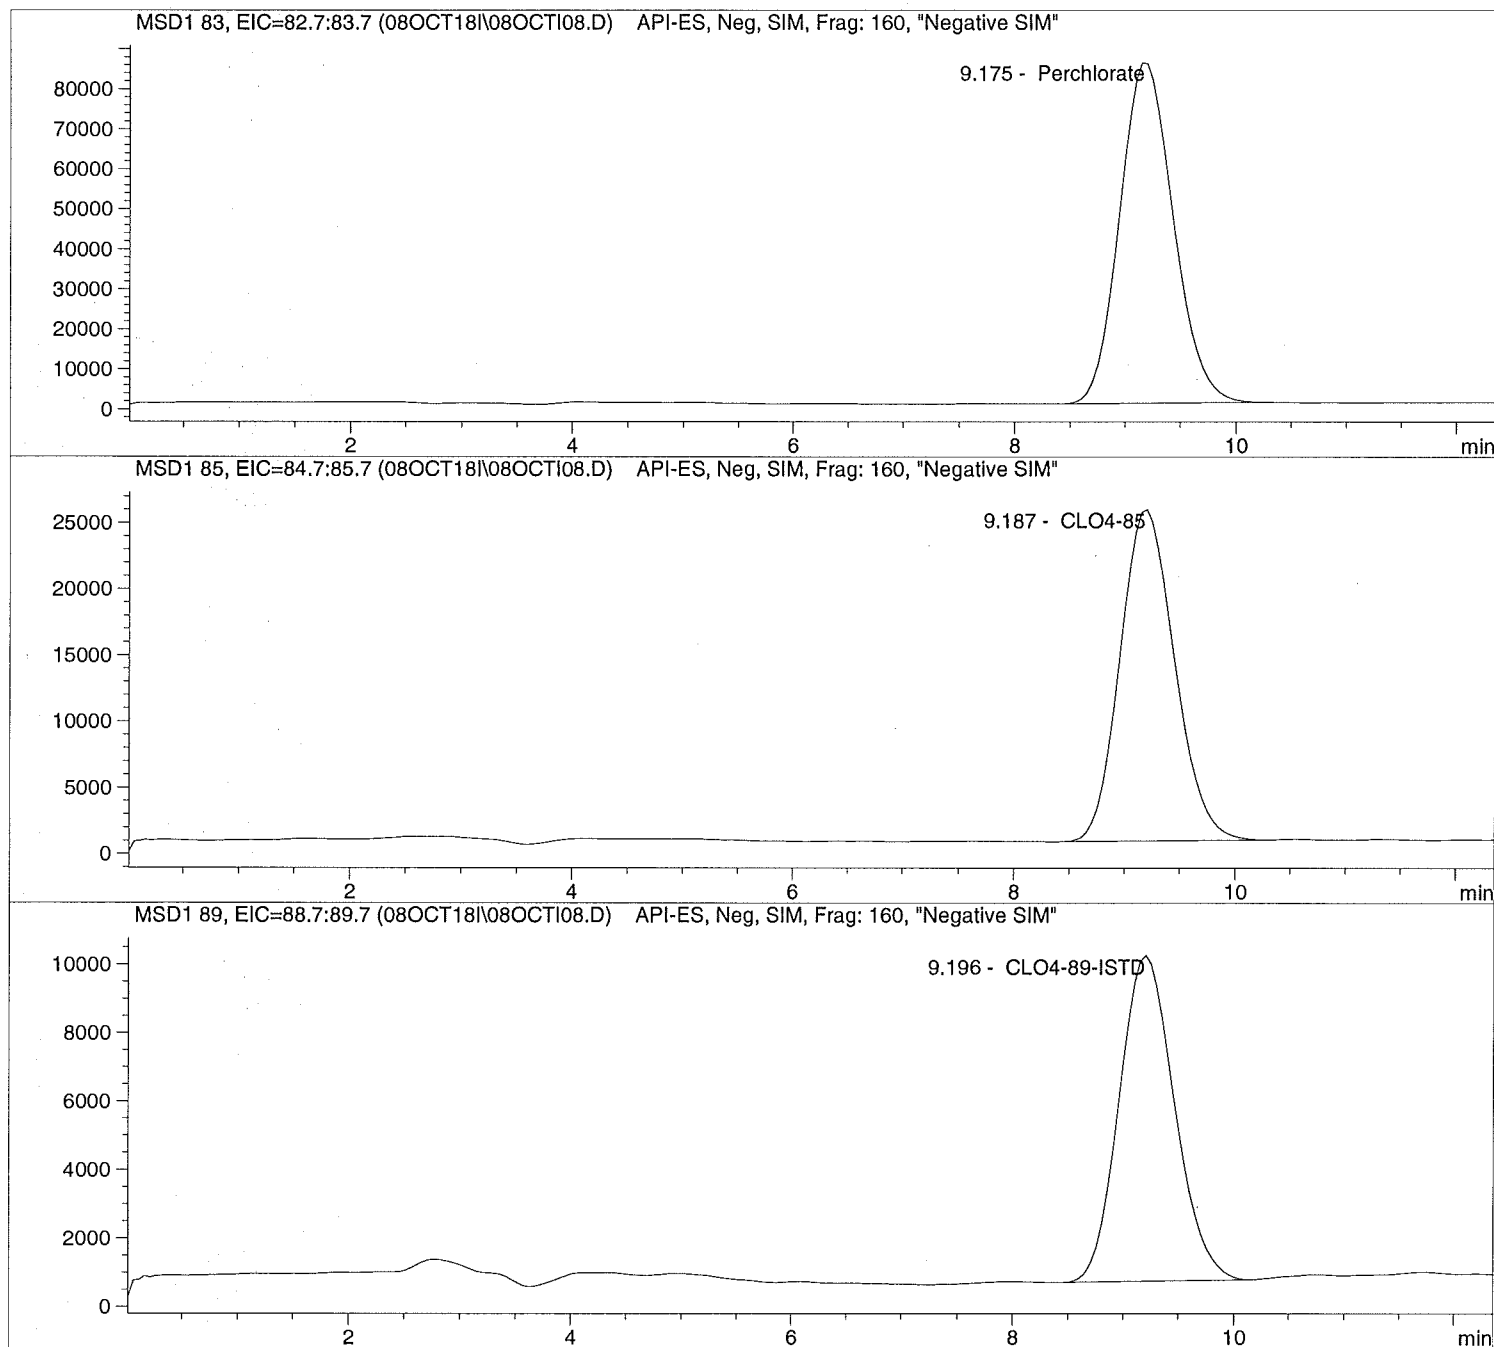 MSD1 83, EIC=82.7:83.7 (08OCT18I\08OCTI08.D) API-ES, Neg, SIM, Frag: 160, "Negative SIM"
9.175 - Perchlorate
80000
70000
60000
50000
40000
30000
20000
10000
0
2 4 6 8 10 min
MSD1 85, EIC=84.7:85.7 (08OCT18I\08OCTI08.D) API-ES, Neg, SIM, Frag: 160, "Negative SIM"
9.187 - CLO4-85
25000
20000
15000
10000
5000
0
2 4 6 8 10 min
MSD1 89, EIC=88.7:89.7 (08OCT18I\08OCTI08.D) API-ES, Neg, SIM, Frag: 160, "Negative SIM"
9.196 - CLO4-89-ISTD
10000
8000
6000
4000
2000
0
2 4 6 8 10 min